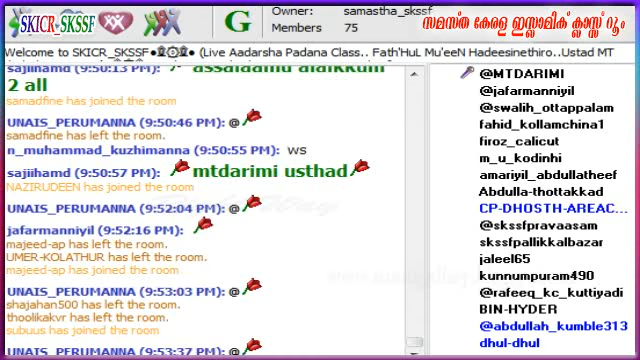 SKICR_SKSSF
Owner: samastha_skssf
G
Members 75
സമസ്ത കേരള ഇസ്ലാമിക് ക്ലാസ്സ് റൂം
Welcome to SKICR_SKSSF (Live Aadarsha Padana Class.. Fath'HuL Mu'eeN Hadeesinethiro..Ustad MT
sajiihamd (9:50:13 PM): assalaamu alaikkum
2 all
samadfine has joined the room
UNAIS_PERUMANNA (9:50:46 PM): @
samadfine has left the room.
n_muhammad_kuzhimanna (9:50:55 PM): ws
sajiihamd (9:50:57 PM): mtdarimi usthad
NAZIRUDEEN has joined the room
UNAIS_PERUMANNA (9:52:04 PM): @
jafarmanniyil (9:52:16 PM):
majeed-ap has left the room.
UMER-KOLATHUR has left the room.
majeed-ap has joined the room
UNAIS_PERUMANNA (9:53:03 PM): @
shajahan500 has left the room.
thoolikakvr has left the room.
subuus has joined the room
UNAIS_PERUMANNA (9:53:37 PM): @
@MTDARIMI
@jafarmanniyil
@swalih_ottappalam
fahid_kollamchina1
firoz_calicut
m_u_kodinhi
amariyil_abdullatheef
Abdulla-thottakkad
CP-DHOSTH-AREAC...
@skssfpravaasam
skssfpallikkalbazar
jaleel65
kunnumpuram490
@rafeeq_kc_kuttiyadi
BIN-HYDER
@abdullah_kumble313
dhul-dhul